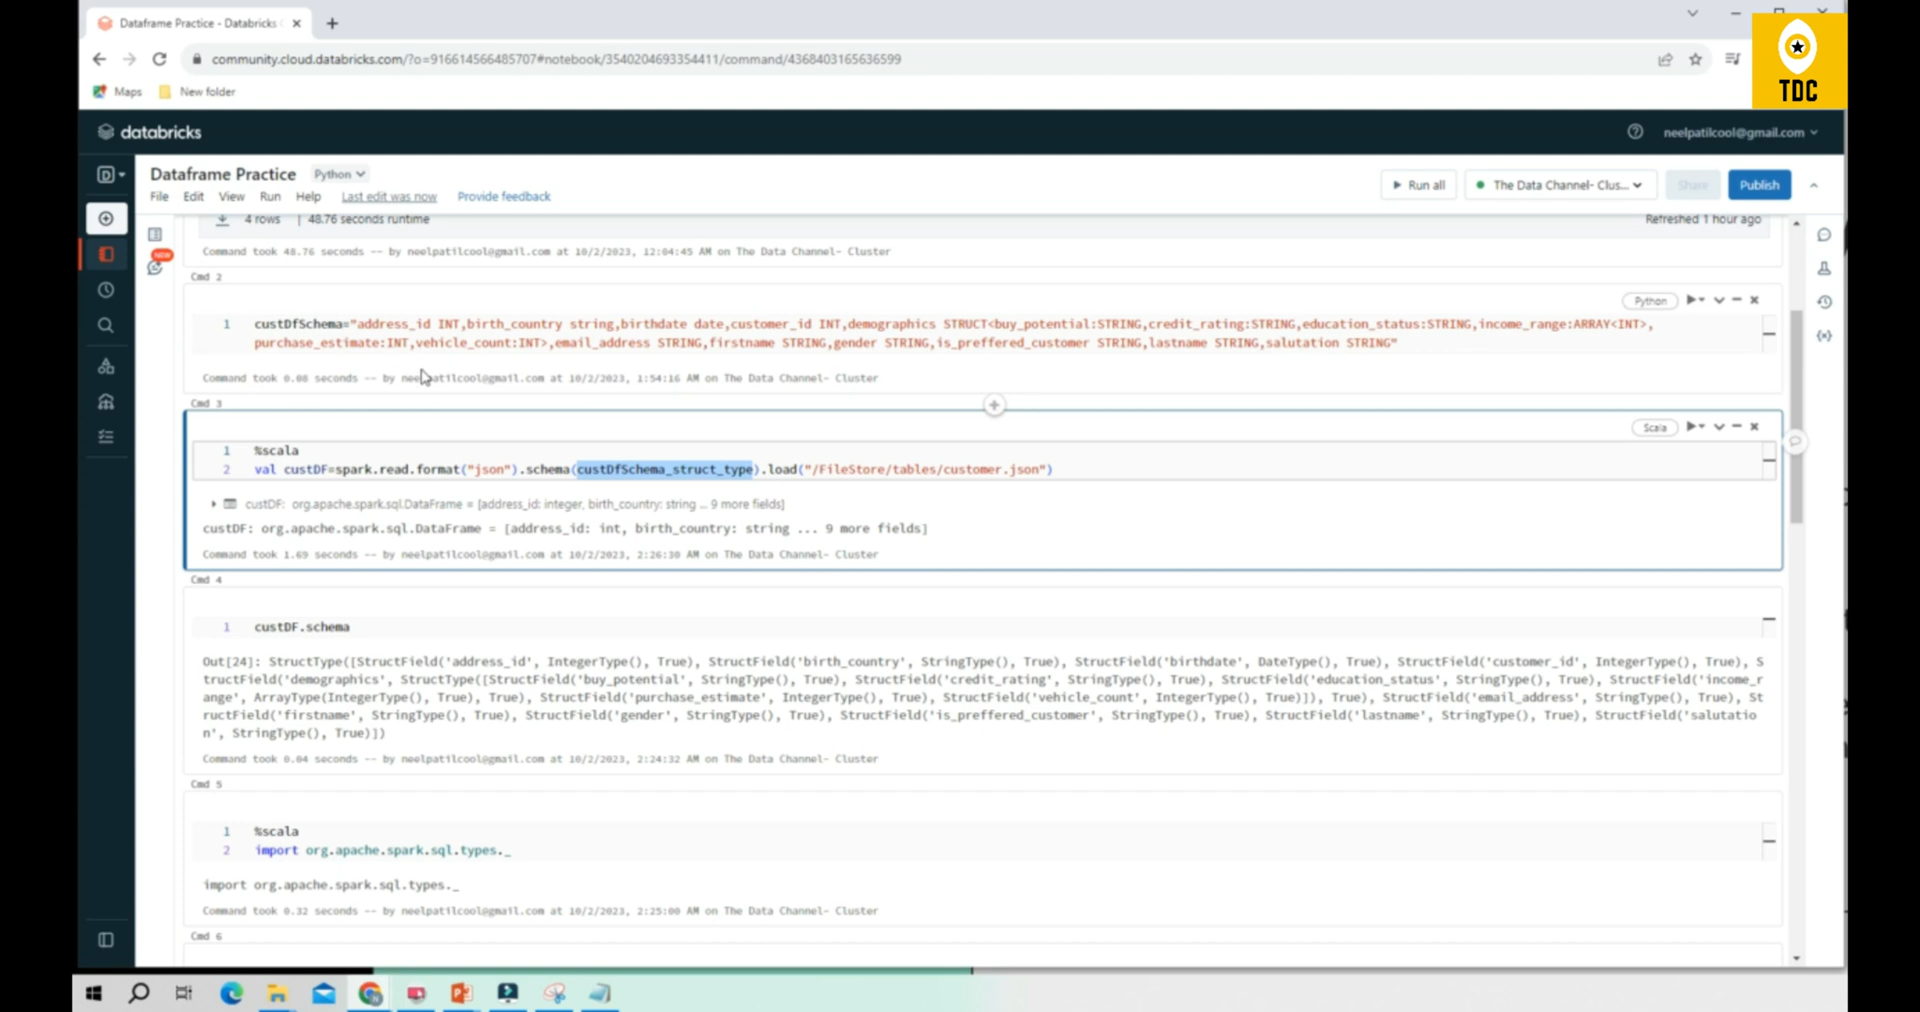 Dataframe Practice - Databricks
TDC
community.cloud.databricks.com/?o=916614566485707#notebook/3540204693354411/command/4368403165636599
Maps
New folder
databricks
neelpatilcool@gmail.com
D
Dataframe Practice
Python
File
Edit
View
Run
Help
Last edit was now
Provide feedback
Run all
The Data Channel- Clus...
Share
Publish
NEW
4 rows | 48.76 seconds runtime
Refreshed 1 hour ago
Command took 48.76 seconds -- by neelpatilcool@gmail.com at 10/2/2023, 12:04:45 AM on The Data Channel- Cluster
Cmd 2
Python
1 custDfSchema="address_id INT,birth_country string,birthdate date,customer_id INT,demographics STRUCT<buy_potential:STRING,credit_rating:STRING,education_status:STRING,income_range:ARRAY<INT>,
purchase_estimate:INT,vehicle_count:INT>,email_address STRING,firstname STRING,gender STRING,is_preffered_customer STRING,lastname STRING,salutation STRING"
Command took 0.08 seconds -- by neelpatilcool@gmail.com at 10/2/2023, 1:54:16 AM on The Data Channel- Cluster
Cmd 3
Scala
1 %scala
2 val custDF=spark.read.format("json").schema(custDfSchema_struct_type).load("/FileStore/tables/customer.json")
custDF: org.apache.spark.sql.DataFrame = [address_id: integer, birth_country: string ... 9 more fields]
custDF: org.apache.spark.sql.DataFrame = [address_id: int, birth_country: string ... 9 more fields]
Command took 1.69 seconds -- by neelpatilcool@gmail.com at 10/2/2023, 2:26:30 AM on The Data Channel- Cluster
Cmd 4
1 custDF.schema
Out[24]: StructType([StructField('address_id', IntegerType(), True), StructField('birth_country', StringType(), True), StructField('birthdate', DateType(), True), StructField('customer_id', IntegerType(), True), S
tructField('demographics', StructType([StructField('buy_potential', StringType(), True), StructField('credit_rating', StringType(), True), StructField('education_status', StringType(), True), StructField('income_r
ange', ArrayType(IntegerType(), True), True), StructField('purchase_estimate', IntegerType(), True), StructField('vehicle_count', IntegerType(), True)]), True), StructField('email_address', StringType(), True), St
ructField('firstname', StringType(), True), StructField('gender', StringType(), True), StructField('is_preffered_customer', StringType(), True), StructField('lastname', StringType(), True), StructField('salutatio
n', StringType(), True)])
Command took 0.04 seconds -- by neelpatilcool@gmail.com at 10/2/2023, 2:24:32 AM on The Data Channel- Cluster
Cmd 5
1 %scala
2 import org.apache.spark.sql.types._
import org.apache.spark.sql.types._
Command took 0.32 seconds -- by neelpatilcool@gmail.com at 10/2/2023, 2:25:00 AM on The Data Channel- Cluster
Cmd 6